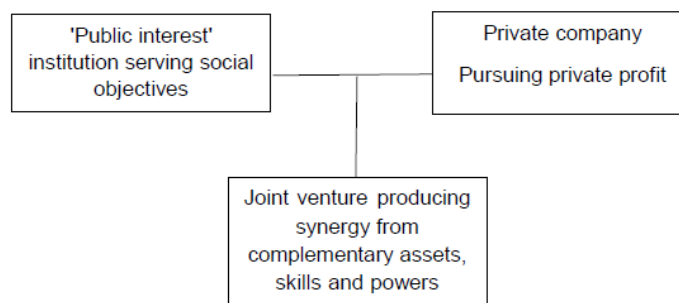 'Public interest'
institution serving social
objectives
Private company
Pursuing private profit
Joint venture producing
synergy from
complementary assets,
skills and powers